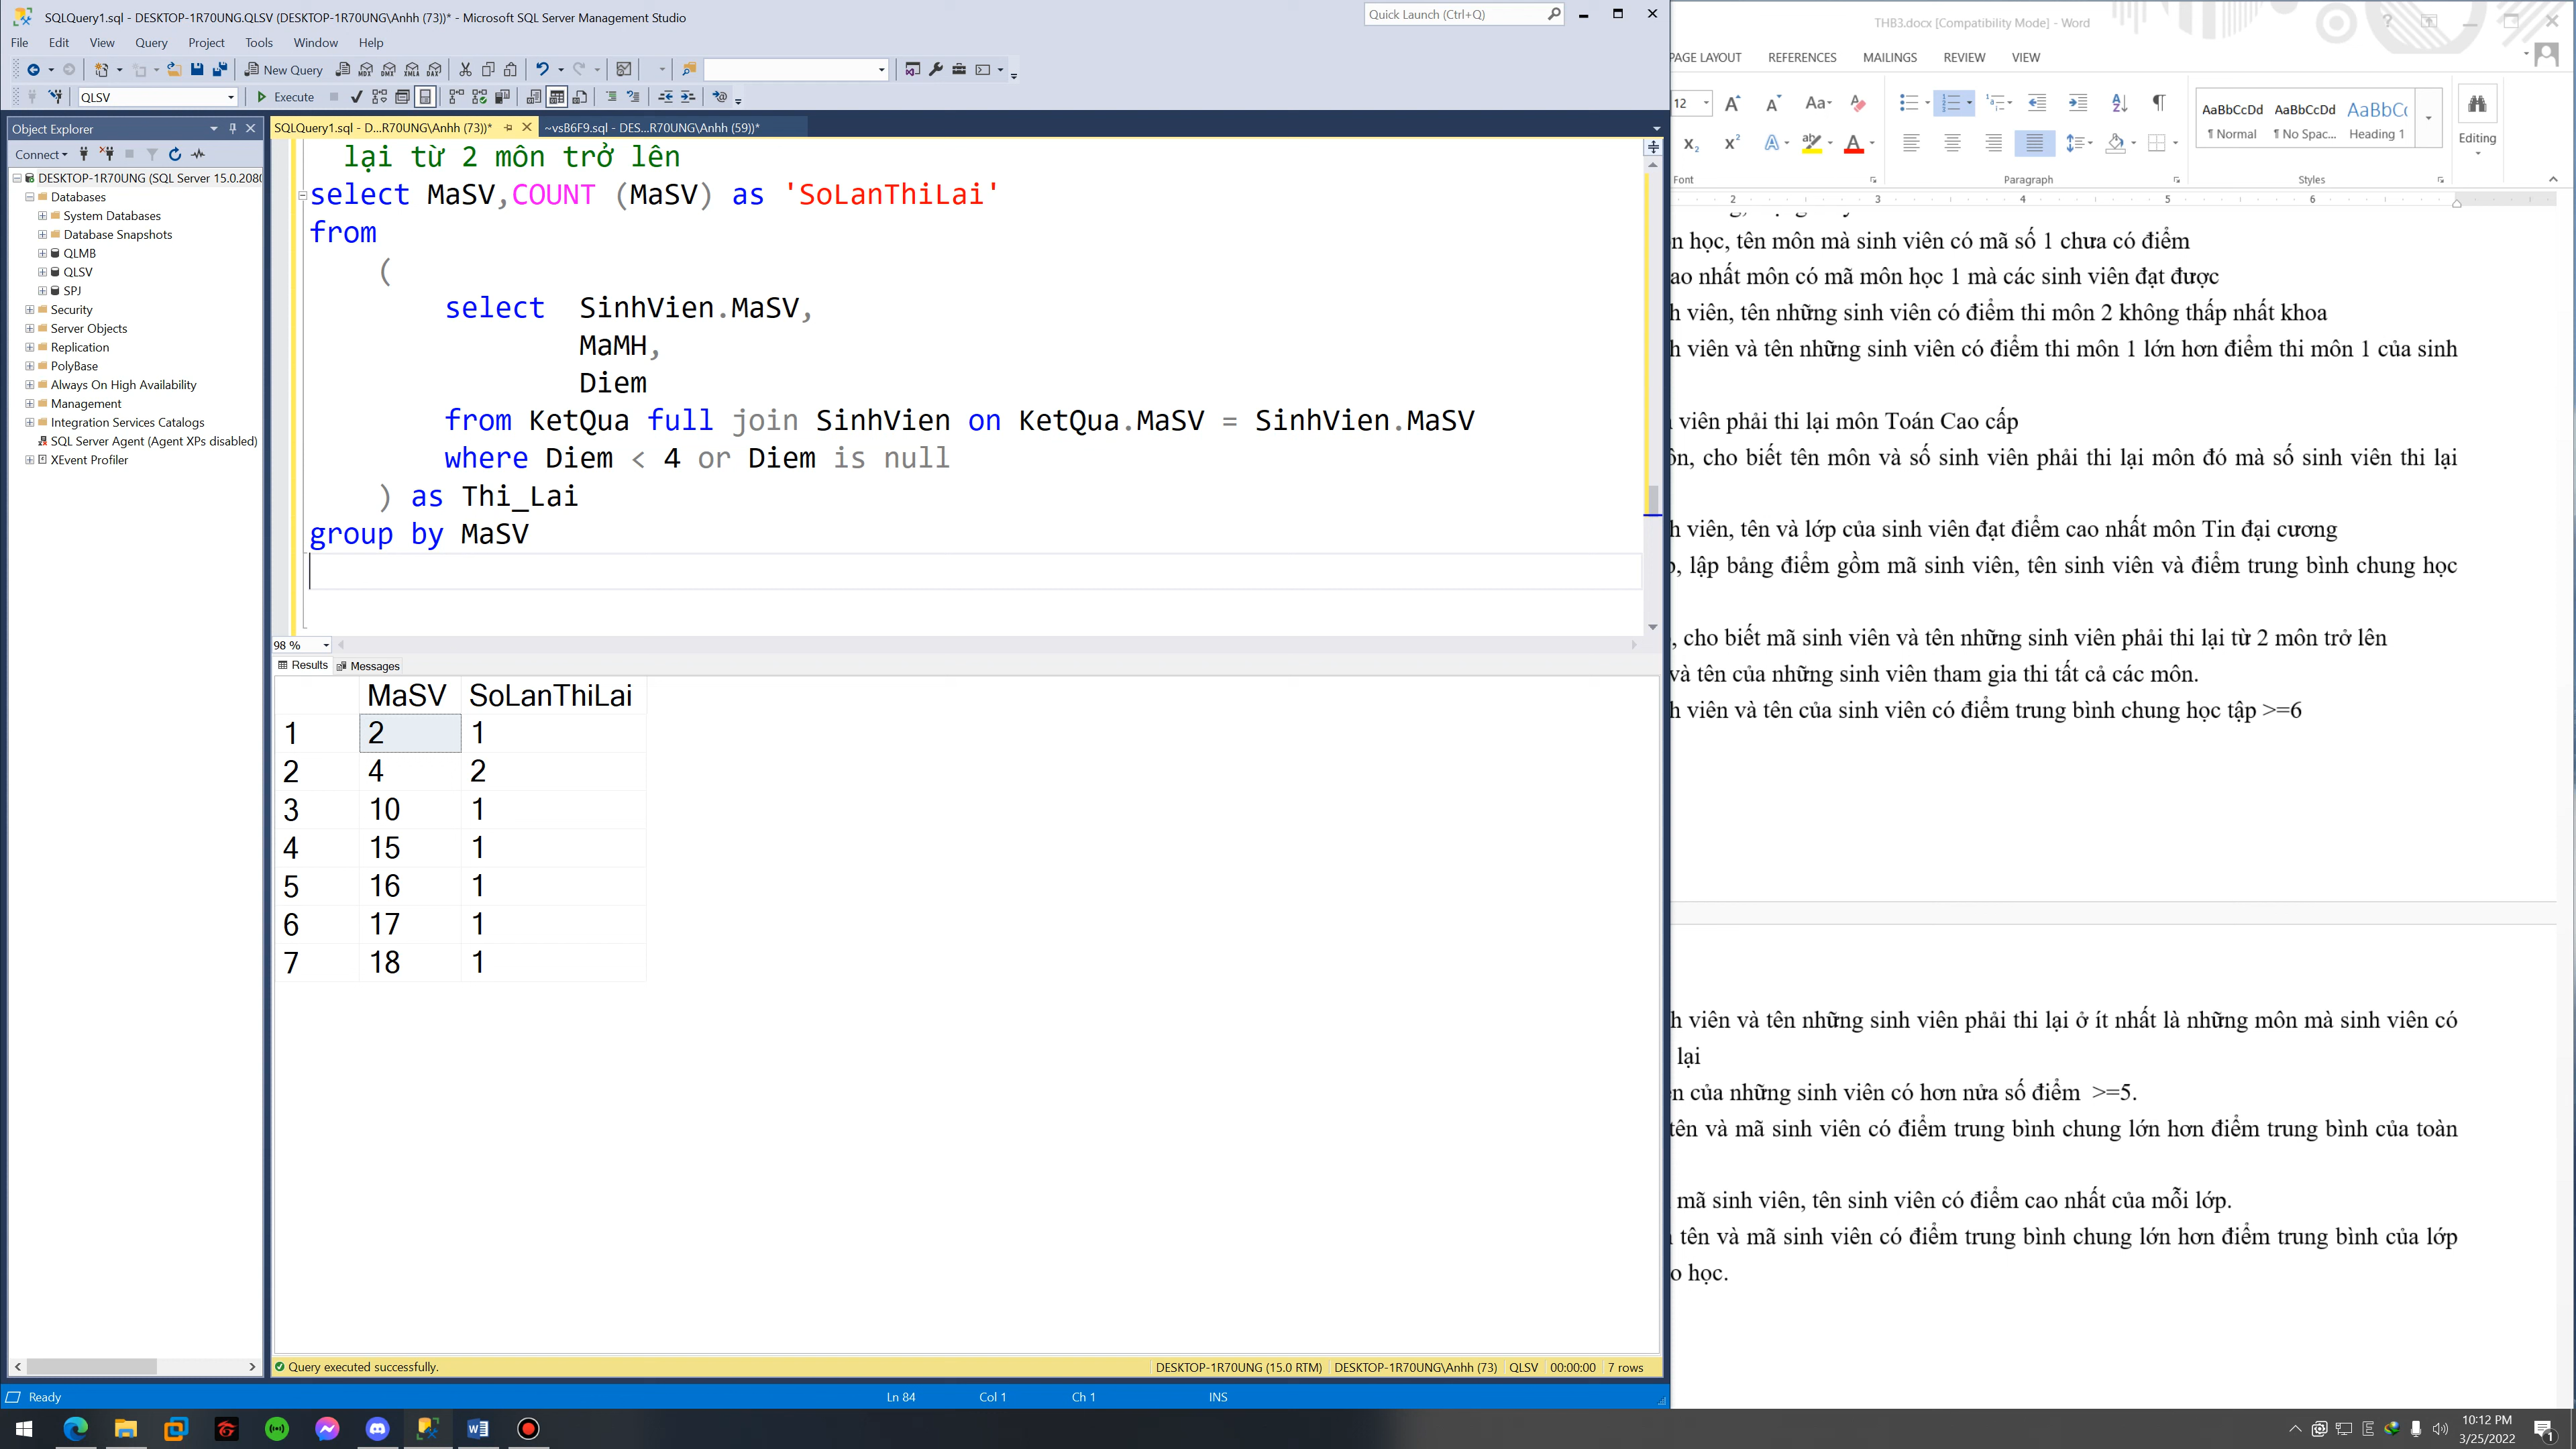 SQLQuery1.sql - DESKTOP-1R70UNG.QLSV (DESKTOP-1R70UNG\Anhh (73))* - Microsoft SQL Server Management Studio
Quick Launch (Ctrl+Q)
File Edit View Query Project Tools Window Help
New Query
QLSV
Execute
Object Explorer
Connect
DESKTOP-1R70UNG (SQL Server 15.0.2080
Databases
System Databases
Database Snapshots
QLMB
QLSV
SPJ
Security
Server Objects
Replication
PolyBase
Always On High Availability
Management
Integration Services Catalogs
SQL Server Agent (Agent XPs disabled)
XEvent Profiler
SQLQuery1.sql - D...R70UNG\Anhh (73))*
~vsB6F9.sql - DES...R70UNG\Anhh (59))*
lại từ 2 môn trở lên
select MaSV,COUNT (MaSV) as 'SoLanThiLai'
from
(
select SinhVien.MaSV,
MaMH,
Diem
from KetQua full join SinhVien on KetQua.MaSV = SinhVien.MaSV
where Diem < 4 or Diem is null
) as Thi_Lai
group by MaSV
98 %
Results Messages
MaSV SoLanThiLai
1 2 1
2 4 2
3 10 1
4 15 1
5 16 1
6 17 1
7 18 1
Query executed successfully.
DESKTOP-1R70UNG (15.0 RTM) DESKTOP-1R70UNG\Anhh (73) QLSV 00:00:00 7 rows
Ready
Ln 84 Col 1 Ch 1 INS
THB3.docx [Compatibility Mode] - Word
PAGE LAYOUT REFERENCES MAILINGS REVIEW VIEW
12
AaBbCcDd AaBbCcDd AaBbCc
¶ Normal ¶ No Spac... Heading 1
Editing
Font Paragraph Styles
2 3 4 5 6
n học, tên môn mà sinh viên có mã số 1 chưa có điểm
ao nhất môn có mã môn học 1 mà các sinh viên đạt được
h viên, tên những sinh viên có điểm thi môn 2 không thấp nhất khoa
h viên và tên những sinh viên có điểm thi môn 1 lớn hơn điểm thi môn 1 của sinh
viên phải thi lại môn Toán Cao cấp
ôn, cho biết tên môn và số sinh viên phải thi lại môn đó mà số sinh viên thi lại
h viên, tên và lớp của sinh viên đạt điểm cao nhất môn Tin đại cương
p, lập bảng điểm gồm mã sinh viên, tên sinh viên và điểm trung bình chung học
, cho biết mã sinh viên và tên những sinh viên phải thi lại từ 2 môn trở lên
và tên của những sinh viên tham gia thi tất cả các môn.
h viên và tên của sinh viên có điểm trung bình chung học tập >=6
h viên và tên những sinh viên phải thi lại ở ít nhất là những môn mà sinh viên có
lại
ên của những sinh viên có hơn nửa số điểm >=5.
tên và mã sinh viên có điểm trung bình chung lớn hơn điểm trung bình của toàn
mã sinh viên, tên sinh viên có điểm cao nhất của mỗi lớp.
tên và mã sinh viên có điểm trung bình chung lớn hơn điểm trung bình của lớp
o học.
10:12 PM
3/25/2022